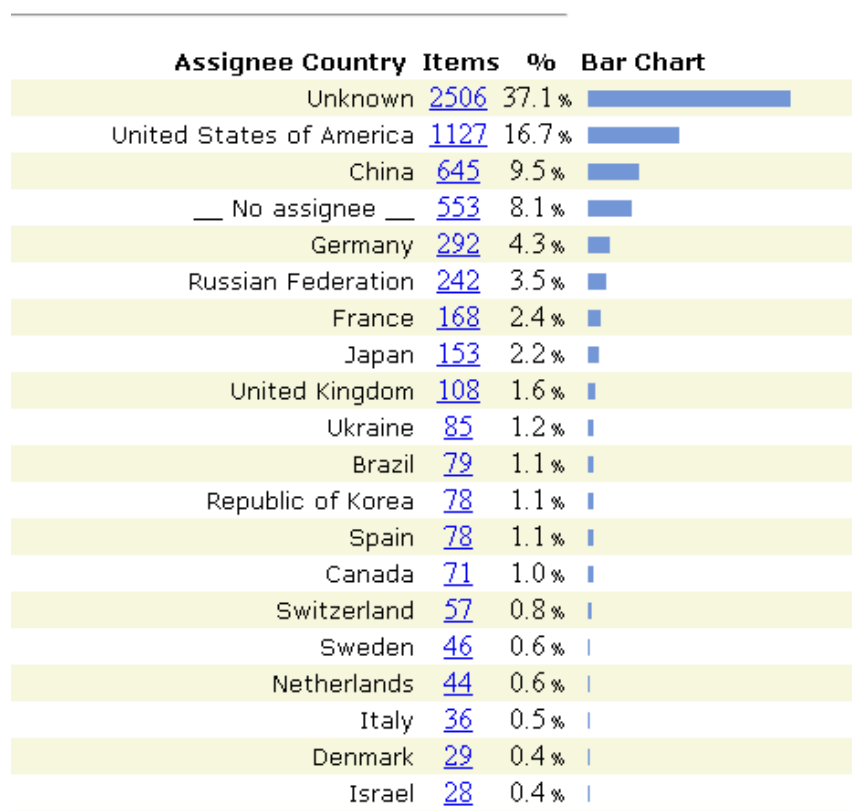 Assignee Country Items % Bar Chart
Unknown 2506 37.1 %
United States of America 1127 16.7 %
China 645 9.5 %
__ No assignee __ 553 8.1 %
Germany 292 4.3 %
Russian Federation 242 3.5 %
France 168 2.4 %
Japan 153 2.2 %
United Kingdom 108 1.6 %
Ukraine 85 1.2 %
Brazil 79 1.1 %
Republic of Korea 78 1.1 %
Spain 78 1.1 %
Canada 71 1.0 %
Switzerland 57 0.8 %
Sweden 46 0.6 %
Netherlands 44 0.6 %
Italy 36 0.5 %
Denmark 29 0.4 %
Israel 28 0.4 %